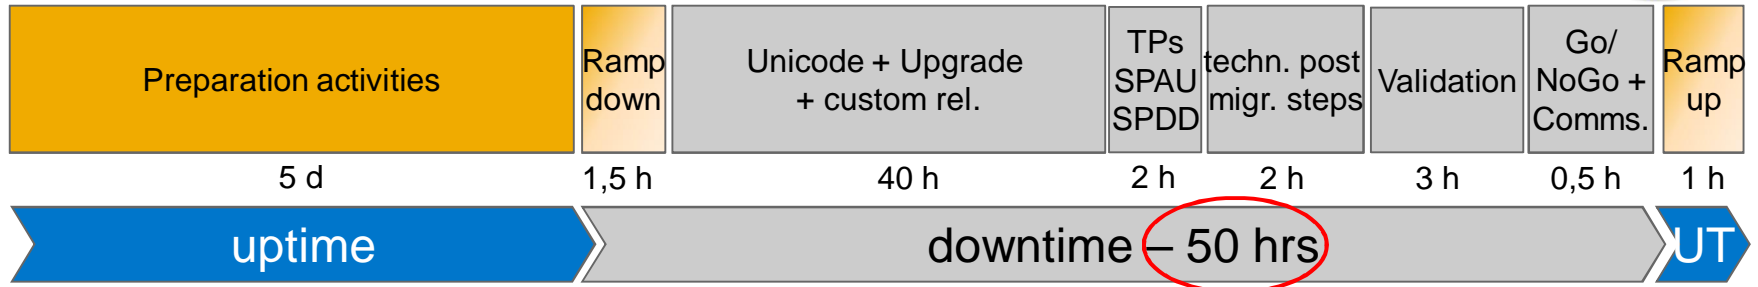 Preparation activities
Ramp
down
Unicode + Upgrade
+ custom rel.
TPs
SPAU
SPDD
techn. post
migr. steps
Validation
Go/
NoGo +
Comms.
Ramp
up
5 d
1,5 h
40 h
2 h
2 h
3 h
0,5 h
1 h
uptime
downtime – 50 hrs
UT